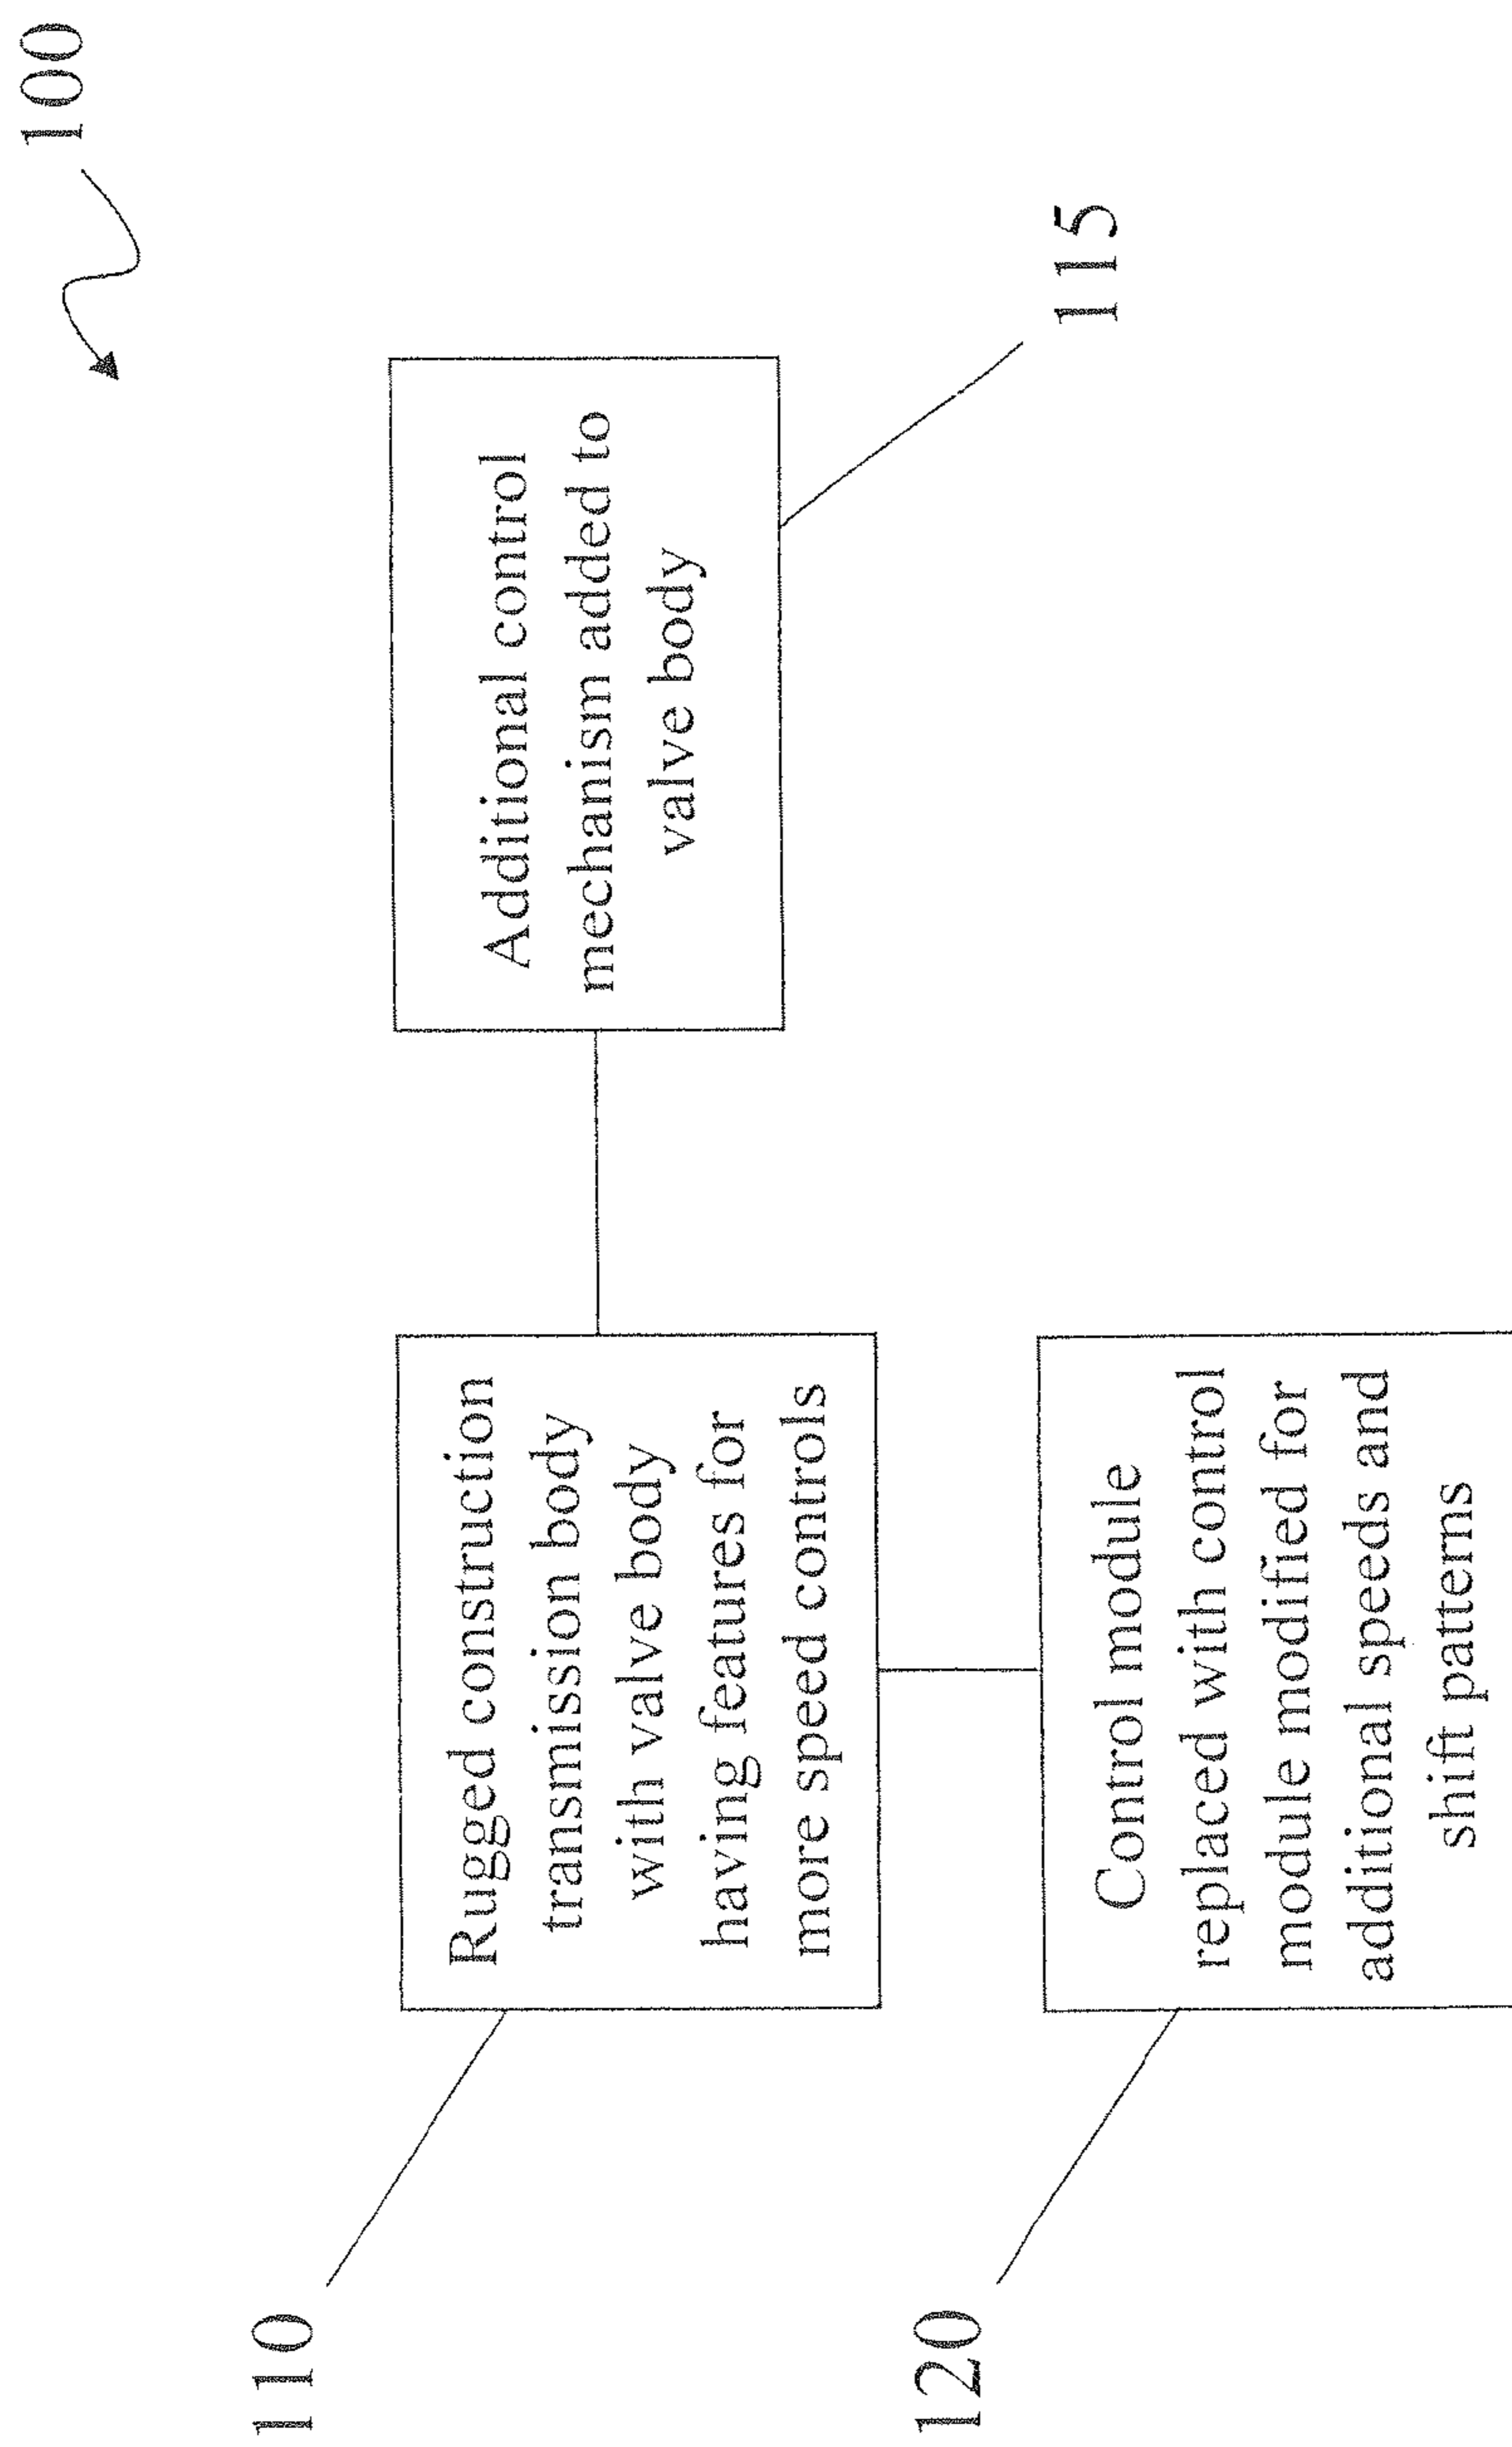 100
110
Rugged construction
transmission body
with valve body
having features for
more speed controls
Additional control
mechanism added to
valve body
115
120
Control module
replaced with control
module modified for
additional speeds and
shift patterns